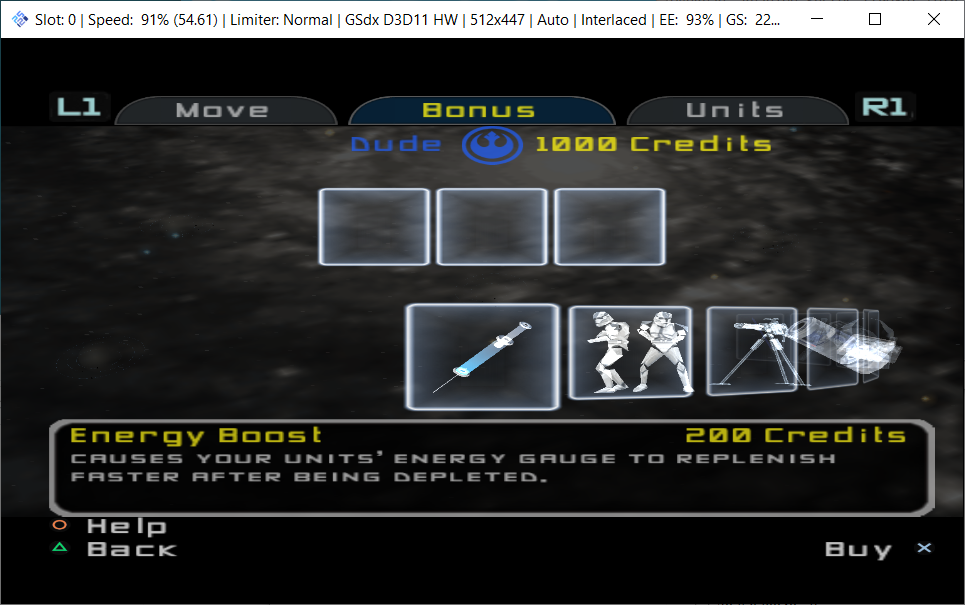 Slot: 0 | Speed: 91% (54.61) | Limiter: Normal | GSdx D3D11 HW | 512x447 | Auto | Interlaced | EE: 93% | GS: 22...
L1 Move Bonus Units R1
Dude 1000 Credits
Energy Boost 200 Credits
CAUSES YOUR UNITS' ENERGY GAUGE TO REPLENISH
FASTER AFTER BEING DEPLETED.
Help
Back Buy